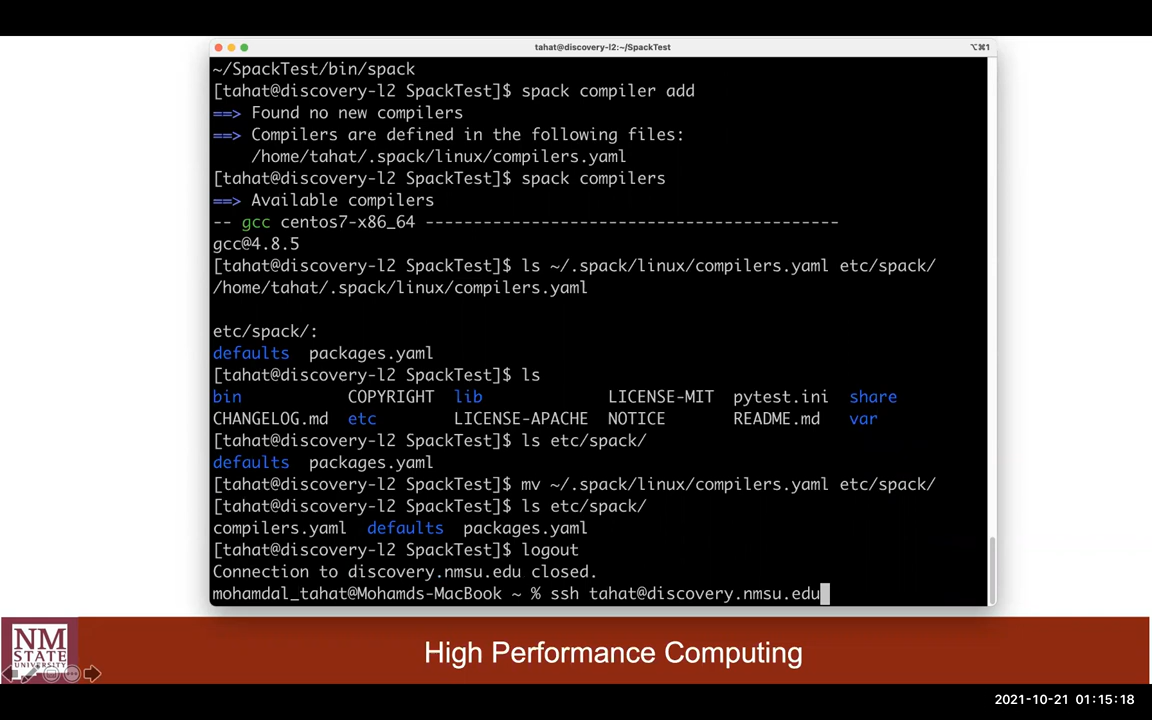 tahat@discovery-l2:~/SpackTest
⌥⌘1
~/SpackTest/bin/spack
[tahat@discovery-l2 SpackTest]$ spack compiler add
==> Found no new compilers
==> Compilers are defined in the following files:
    /home/tahat/.spack/linux/compilers.yaml
[tahat@discovery-l2 SpackTest]$ spack compilers
==> Available compilers
-- gcc centos7-x86_64 -------------------------------------------
gcc@4.8.5
[tahat@discovery-l2 SpackTest]$ ls ~/.spack/linux/compilers.yaml etc/spack/
/home/tahat/.spack/linux/compilers.yaml
etc/spack/:
defaults  packages.yaml
[tahat@discovery-l2 SpackTest]$ ls
bin           COPYRIGHT  lib             LICENSE-MIT  pytest.ini  share
CHANGELOG.md  etc        LICENSE-APACHE  NOTICE       README.md   var
[tahat@discovery-l2 SpackTest]$ ls etc/spack/
defaults  packages.yaml
[tahat@discovery-l2 SpackTest]$ mv ~/.spack/linux/compilers.yaml etc/spack/
[tahat@discovery-l2 SpackTest]$ ls etc/spack/
compilers.yaml  defaults  packages.yaml
[tahat@discovery-l2 SpackTest]$ logout
Connection to discovery.nmsu.edu closed.
mohamdal_tahat@Mohamds-MacBook ~ % ssh tahat@discovery.nmsu.edu
NM
STATE
High Performance Computing
2021-10-21 01:15:18